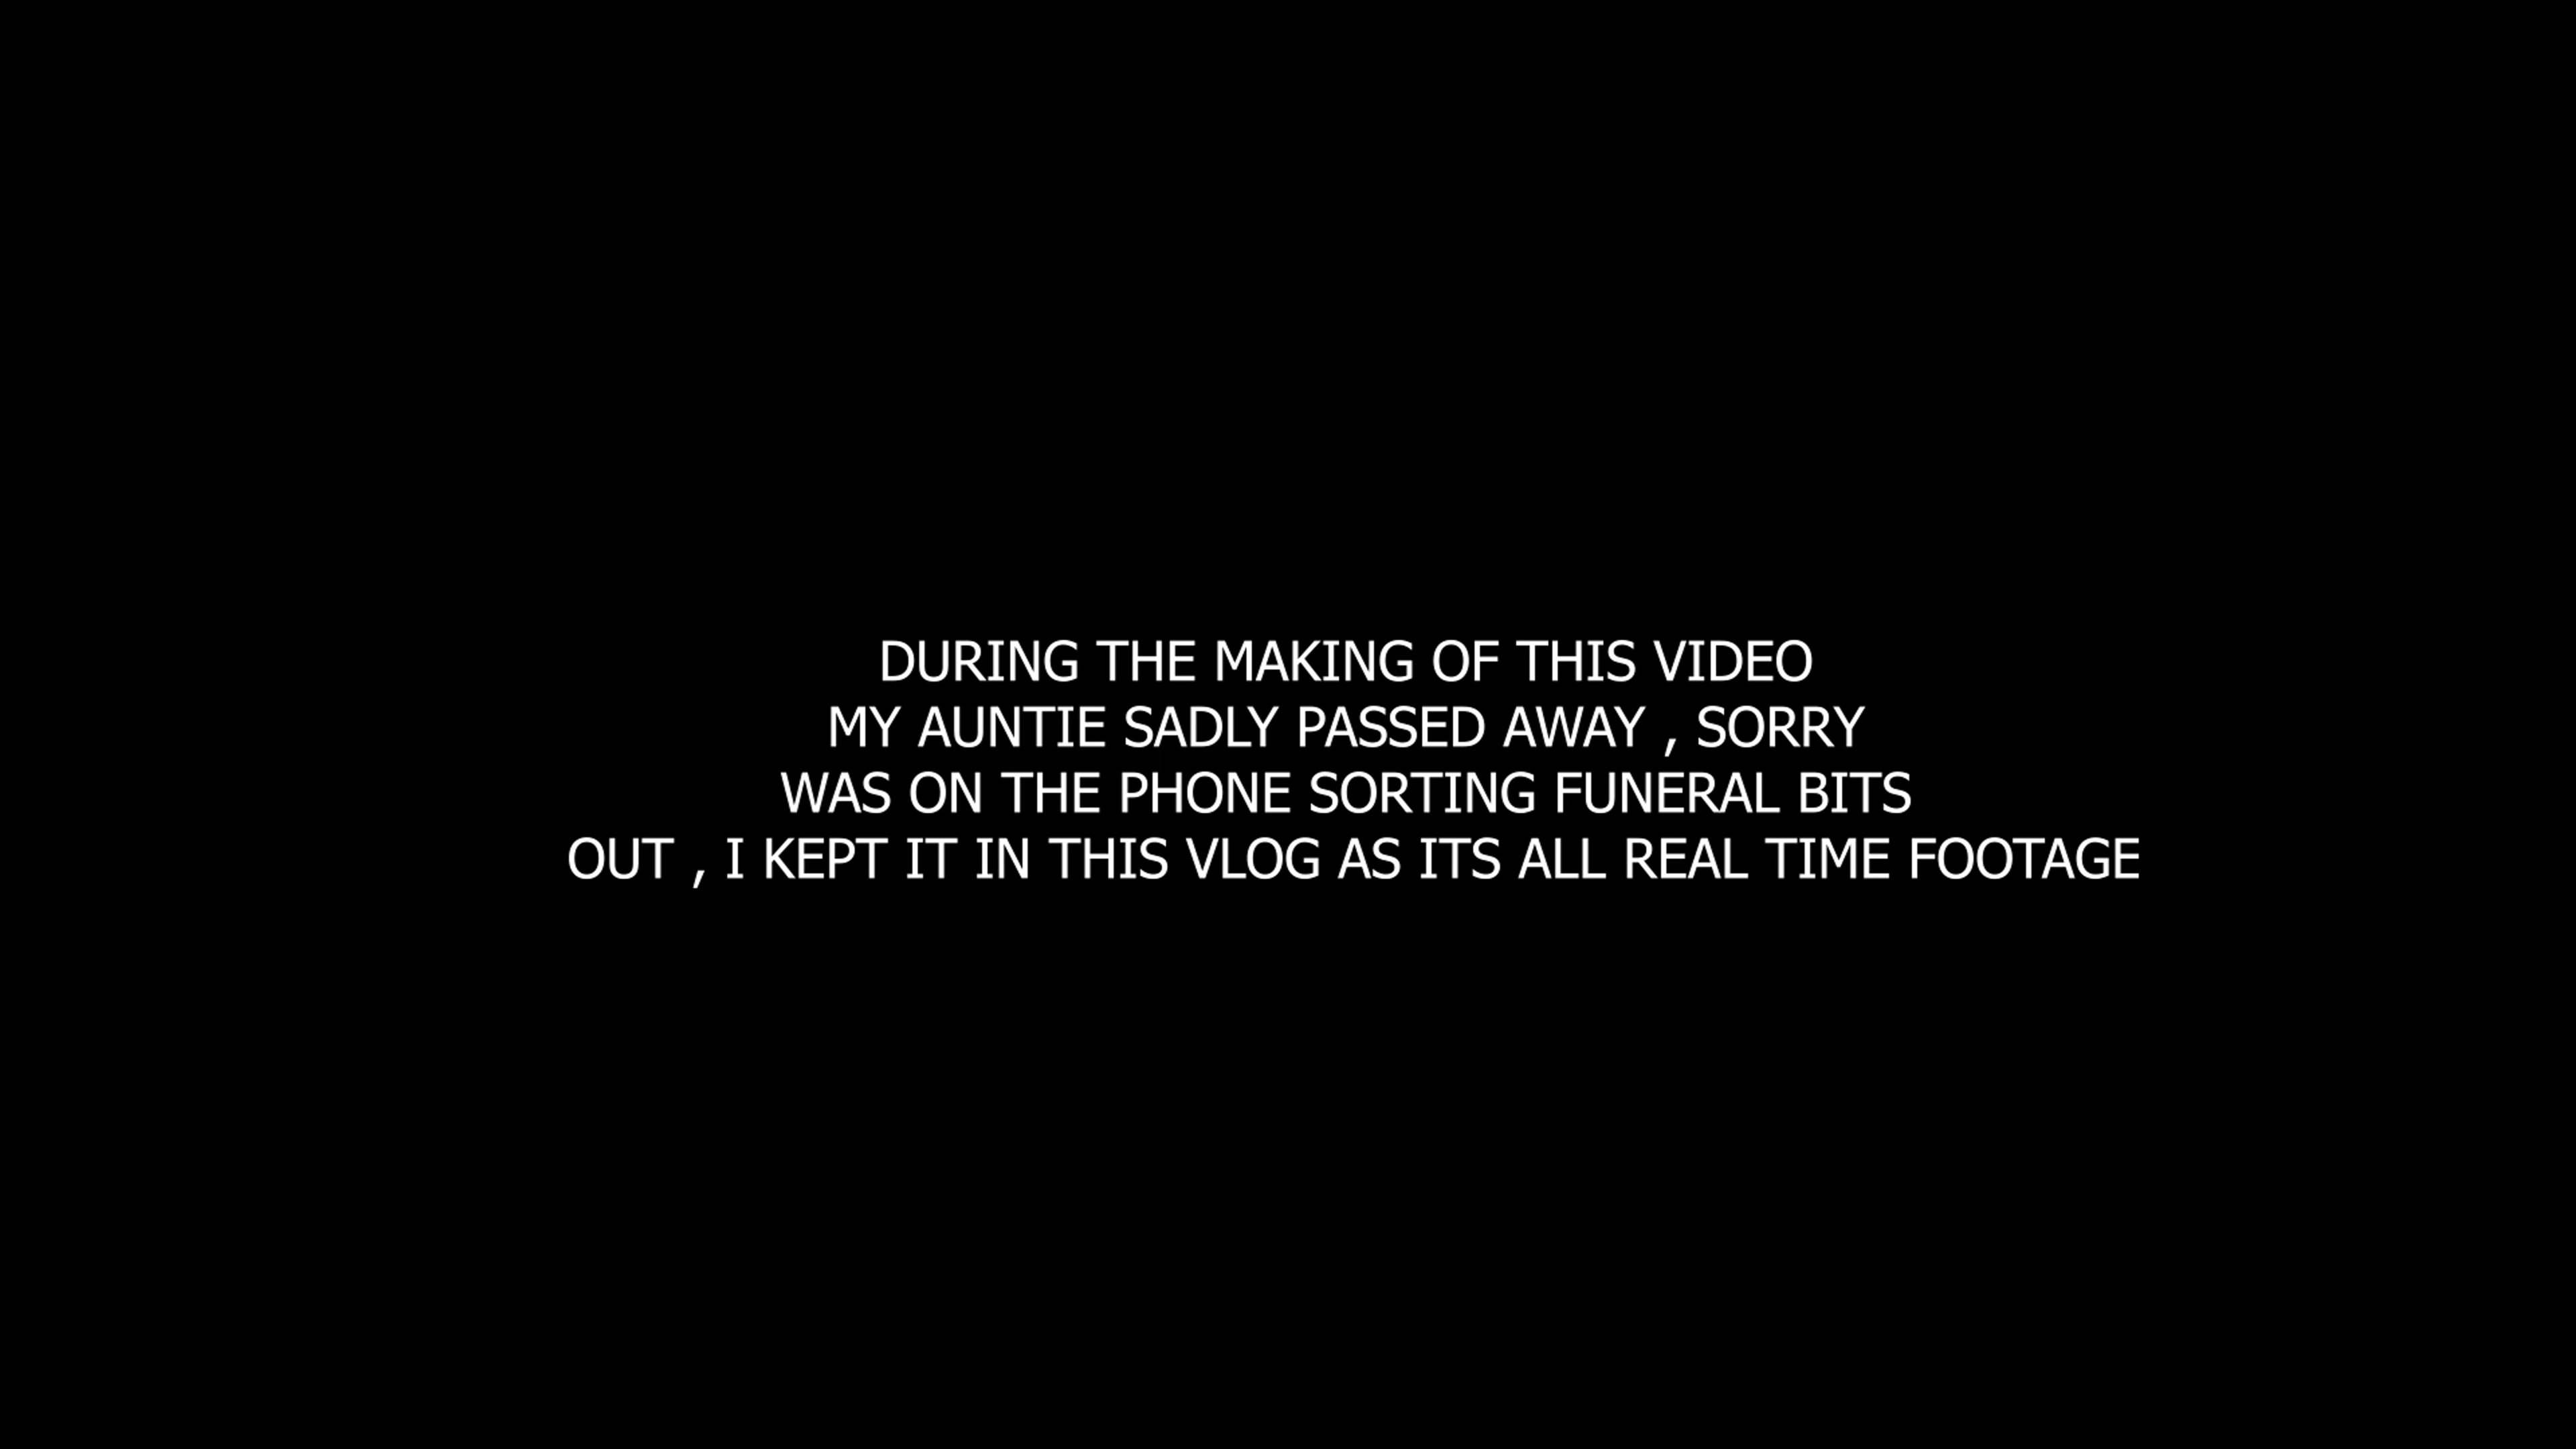 DURING THE MAKING OF THIS VIDEO
MY AUNTIE SADLY PASSED AWAY , SORRY
WAS ON THE PHONE SORTING FUNERAL BITS
OUT , I KEPT IT IN THIS VLOG AS ITS ALL REAL TIME FOOTAGE